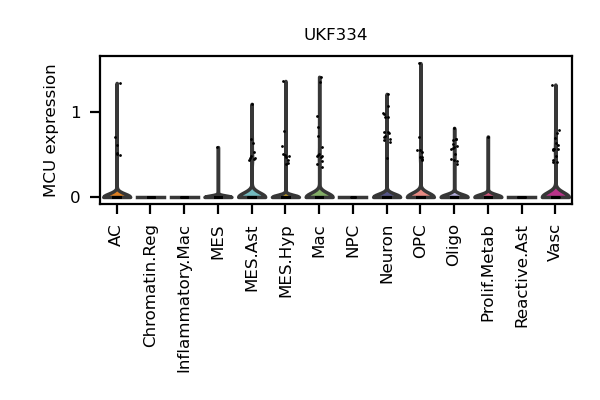 UKF334
MCU expression
1
0
AC
Chromatin.Reg
Inflammatory.Mac
MES
MES.Ast
MES.Hyp
Mac
NPC
Neuron
OPC
Oligo
Prolif.Metab
Reactive.Ast
Vasc